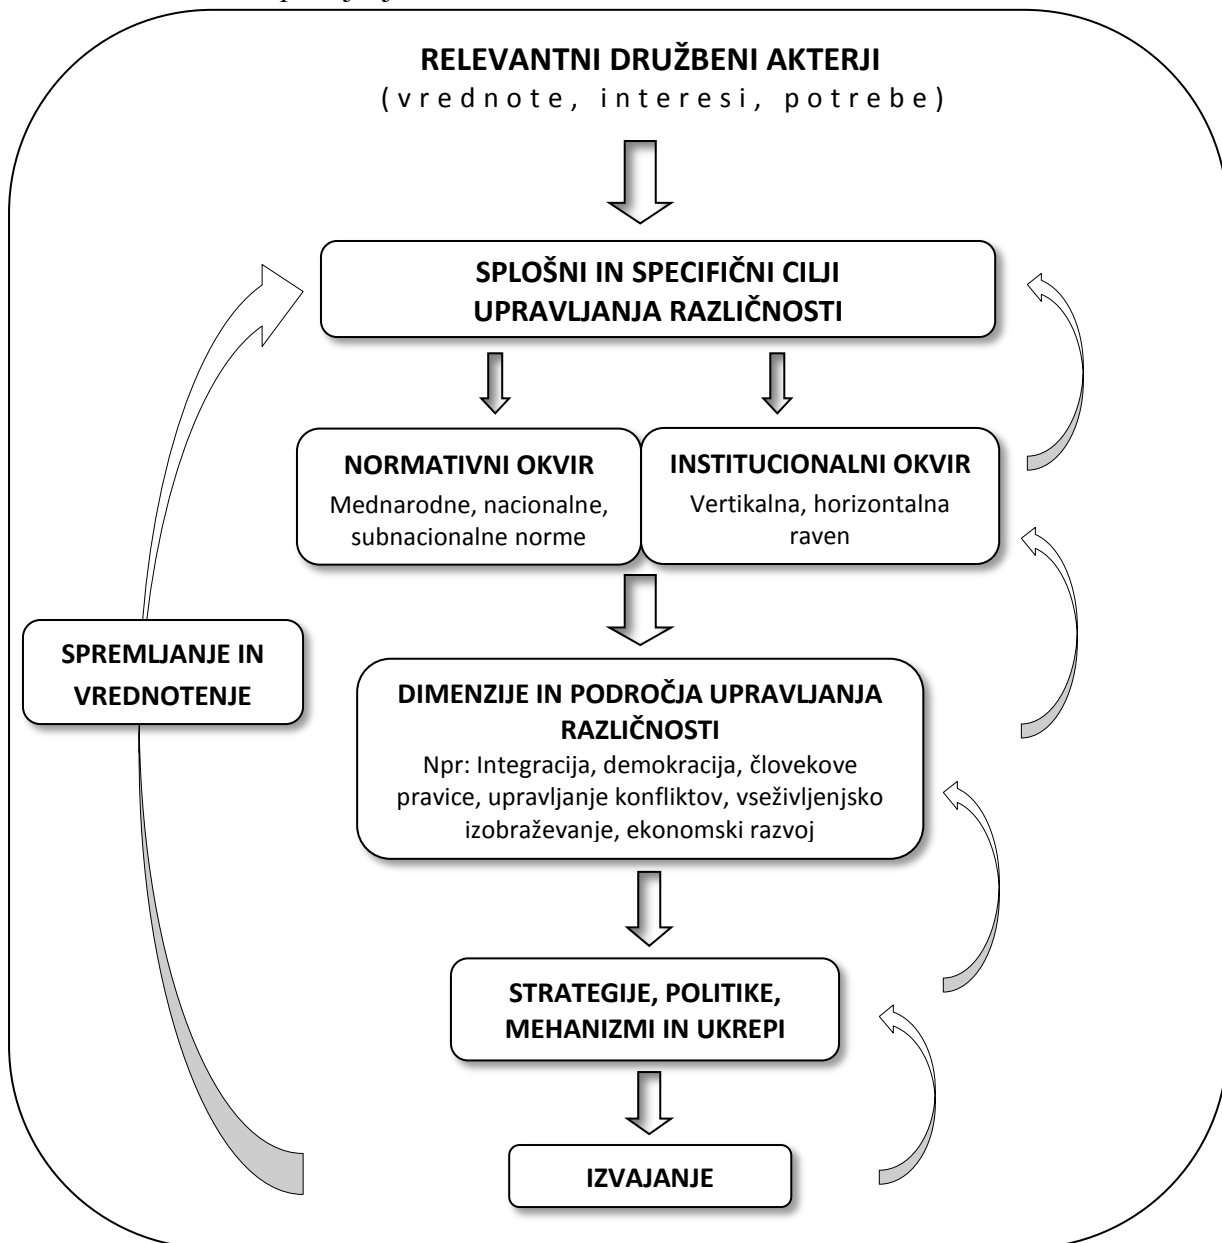 RELEVANTNI DRUŽBENI AKTERJI
(vrednote, interesi, potrebe)
SPLOŠNI IN SPECIFIČNI CILJI
UPRAVLJANJA RAZLIČNOSTI
NORMATIVNI OKVIR
Mednarodne, nacionalne,
subnacionalne norme
INSTITUCIONALNI OKVIR
Vertikalna, horizontalna
raven
SPREMLJANJE IN
VREDNOTENJE
DIMENZIJE IN PODROČJA UPRAVLJANJA
RAZLIČNOSTI
Npr: Integracija, demokracija, človekove
pravice, upravljanje konfliktov, vseživljenjsko
izobraževanje, ekonomski razvoj
STRATEGIJE, POLITIKE,
MEHANIZMI IN UKREPI
IZVAJANJE